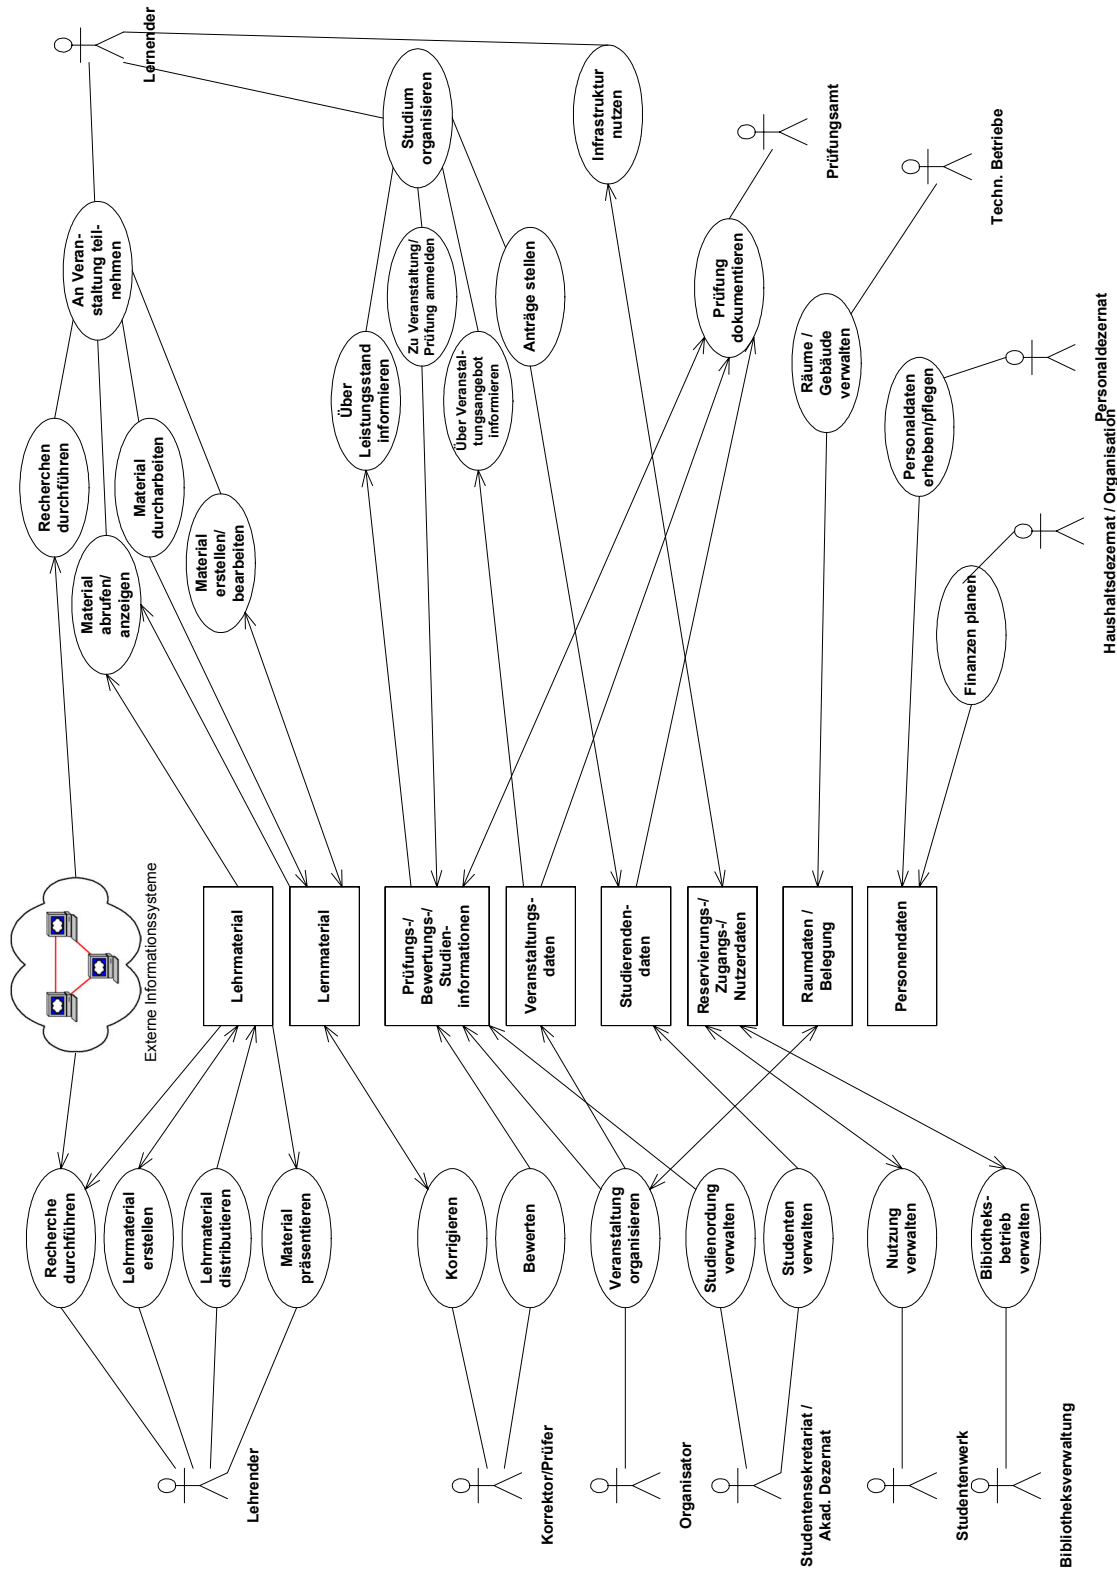 Lehrender
Korrektor/Prüfer
Organisator
Studentensekretariat /
Akad. Dezernat
Studentenwerk
Bibliotheksverwaltung
Recherche
durchführen
Lehrmaterial
erstellen
Lehrmaterial
distributieren
Material
präsentieren
Korrigieren
Bewerten
Veranstaltung
organisieren
Studienordung
verwalten
Studenten
verwalten
Nutzung
verwalten
Bibliotheks-
betrieb
verwalten
Externe Informationssysteme
Lehrmaterial
Lernmaterial
Prüfungs-/
Bewertungs-/
Studien-
informationen
Veranstaltungs-
daten
Studierenden-
daten
Reservierungs-/
Zugangs-/
Nutzerdaten
Raumdaten /
Belegung
Personendaten
Recherchen
durchführen
Material
abrufen/
anzeigen
Material
durcharbeiten
Material
erstellen/
bearbeiten
An Veran-
staltung teil-
nehmen
Über
Leistungsstand
informieren
Zu Veranstaltung/
Prüfung anmelden
Über Veranstal-
tungsangebot
informieren
Anträge stellen
Studium
organisieren
Infrastruktur
nutzen
Prüfung
dokumentieren
Räume /
Gebäude
verwalten
Personaldaten
erheben/pflegen
Finanzen planen
Lernender
Prüfungsamt
Techn. Betriebe
Personaldezernat
Haushaltsdezernat / Organisation